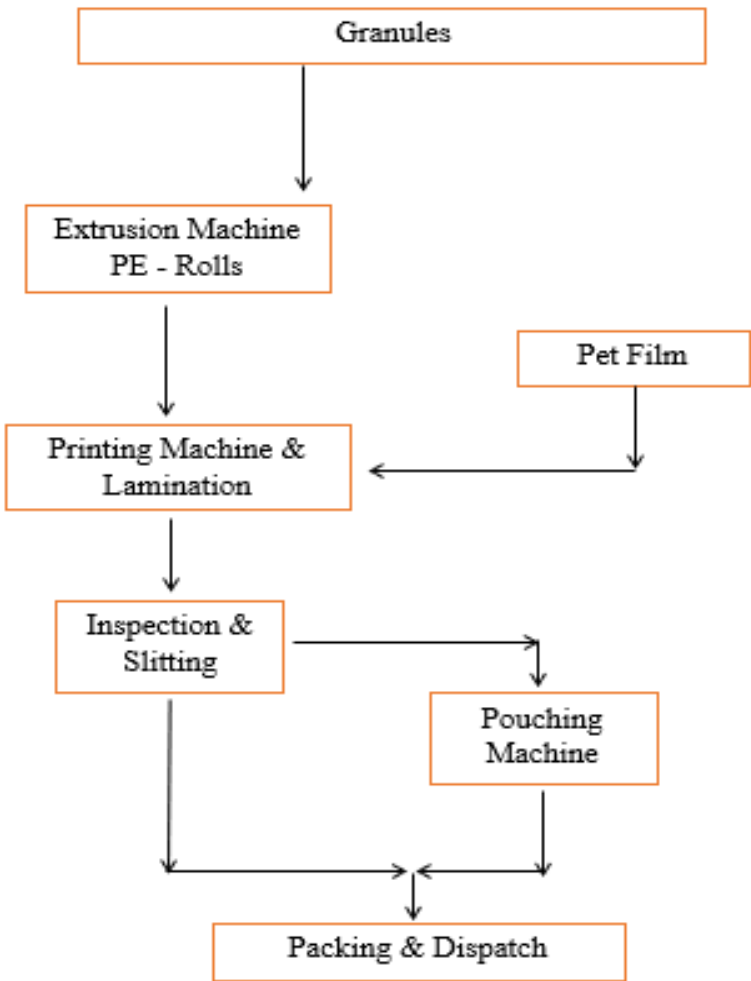 Granules
Extrusion Machine
PE - Rolls
Pet Film
Printing Machine &
Lamination
Inspection &
Slitting
Pouching
Machine
Packing & Dispatch